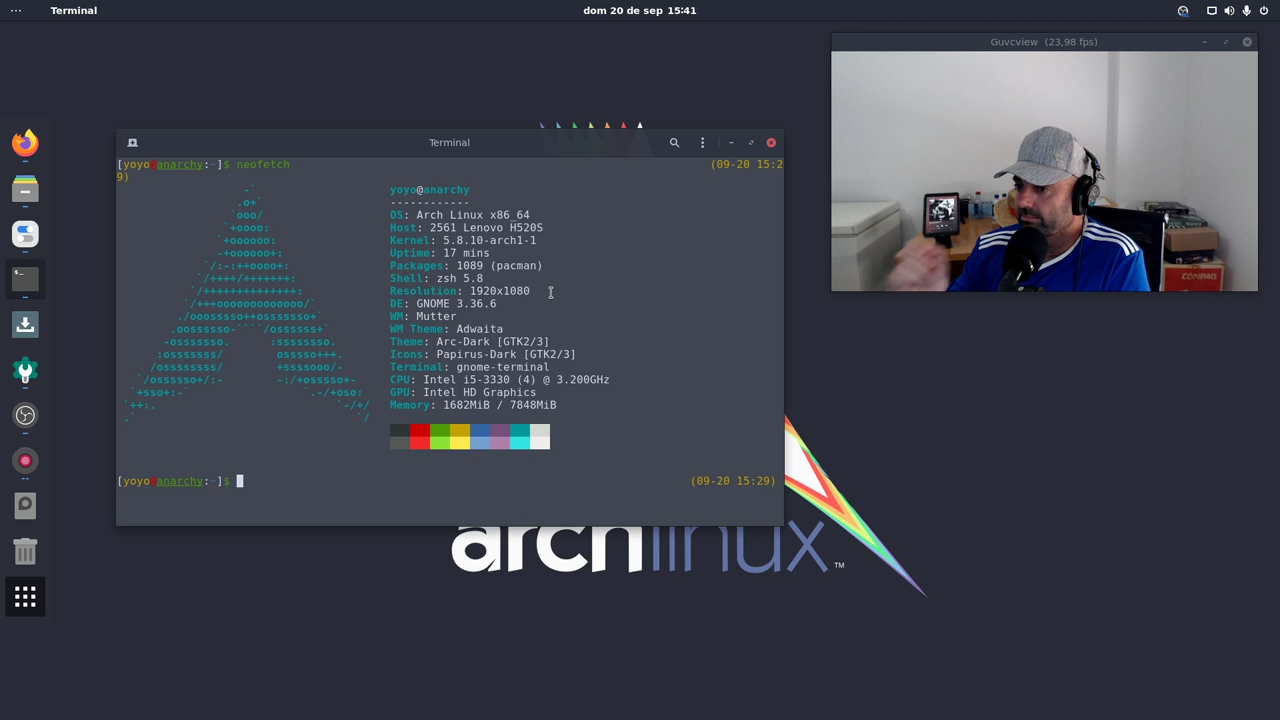 Terminal
dom 20 de sep 15:41
Guvcview (23,98 fps)
Terminal
[yoyo anarchy:~]$ neofetch (09-20 15:2
9)
yoyo@anarchy
------------
OS: Arch Linux x86_64
Host: 2561 Lenovo H520S
Kernel: 5.8.10-arch1-1
Uptime: 17 mins
Packages: 1089 (pacman)
Shell: zsh 5.8
Resolution: 1920x1080
DE: GNOME 3.36.6
WM: Mutter
WM Theme: Adwaita
Theme: Arc-Dark [GTK2/3]
Icons: Papirus-Dark [GTK2/3]
Terminal: gnome-terminal
CPU: Intel i5-3330 (4) @ 3.200GHz
GPU: Intel HD Graphics
Memory: 1682MiB / 7848MiB
[yoyo anarchy:~]$ (09-20 15:29)
archlinux™
COMPAQ